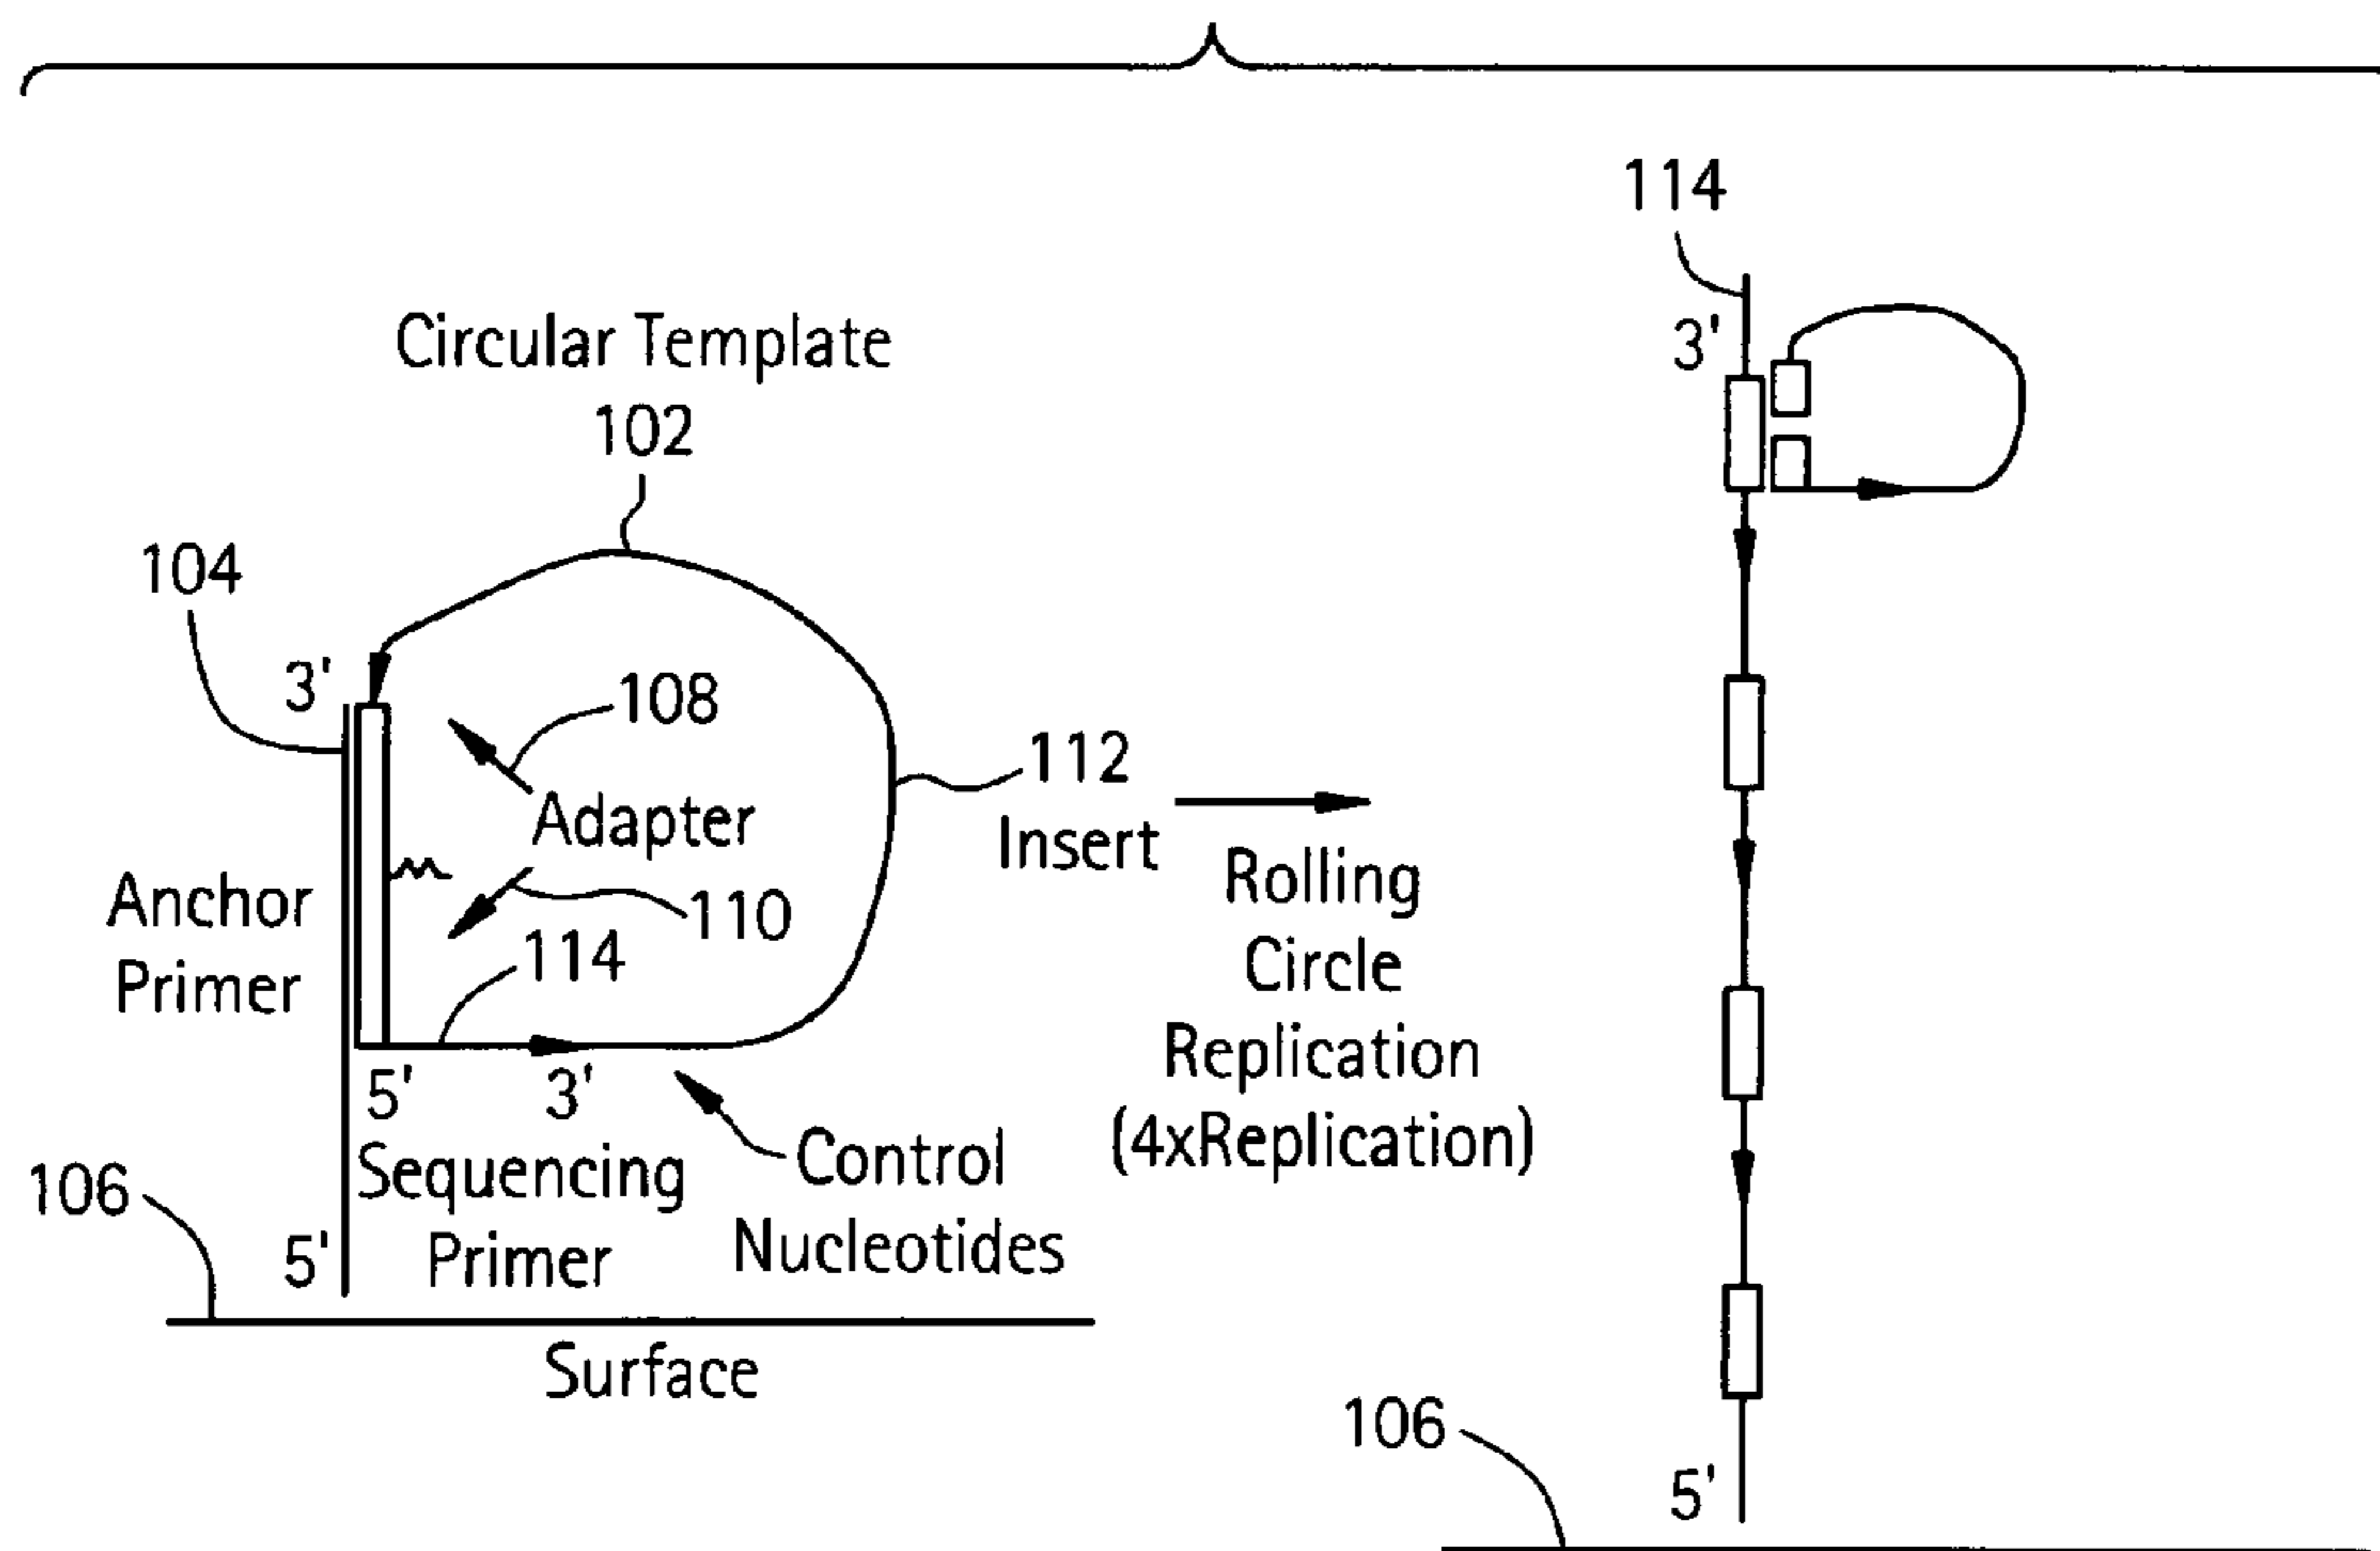 114
3'
Circular Template
102
104
3'
108
112
Adapter
Insert
Anchor
Primer
110
114
Rolling
Circle
Replication
(4xReplication)
5'
3'
Sequencing
Primer
Control
Nucleotides
106
5'
Surface
106
5'